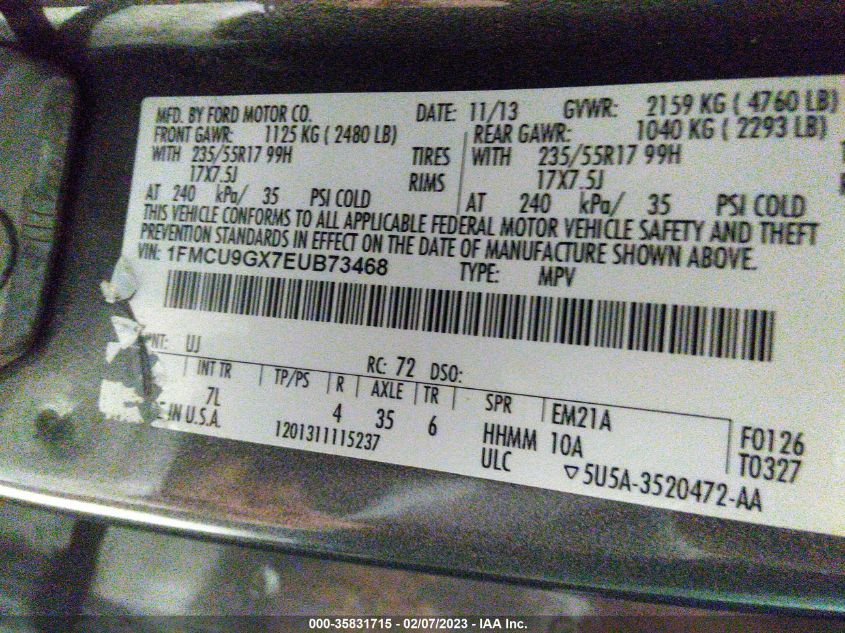 MFD. BY FORD MOTOR CO. DATE: 11/13 GVWR: 2159 KG ( 4760 LB)
FRONT GAWR: 1125 KG ( 2480 LB) REAR GAWR: 1040 KG ( 2293 LB)
WITH 235/55R17 99H TIRES WITH 235/55R17 99H
17X7.5J RIMS 17X7.5J
AT 240 kPa/ 35 PSI COLD AT 240 kPa/ 35 PSI COLD
THIS VEHICLE CONFORMS TO ALL APPLICABLE FEDERAL MOTOR VEHICLE SAFETY AND THEFT
PREVENTION STANDARDS IN EFFECT ON THE DATE OF MANUFACTURE SHOWN ABOVE.
VIN: 1FMCU9GX7EUB73468 TYPE: MPV
NT: UJ RC: 72 DSO:
INT TR TP/PS R AXLE TR SPR EM21A F0126
7L 4 35 6 HHMM 10A T0327
IN U.S.A. 1201311115237 ULC ▽5U5A-3520472-AA
000-35831715 — 02/07/2023 — IAA Inc.